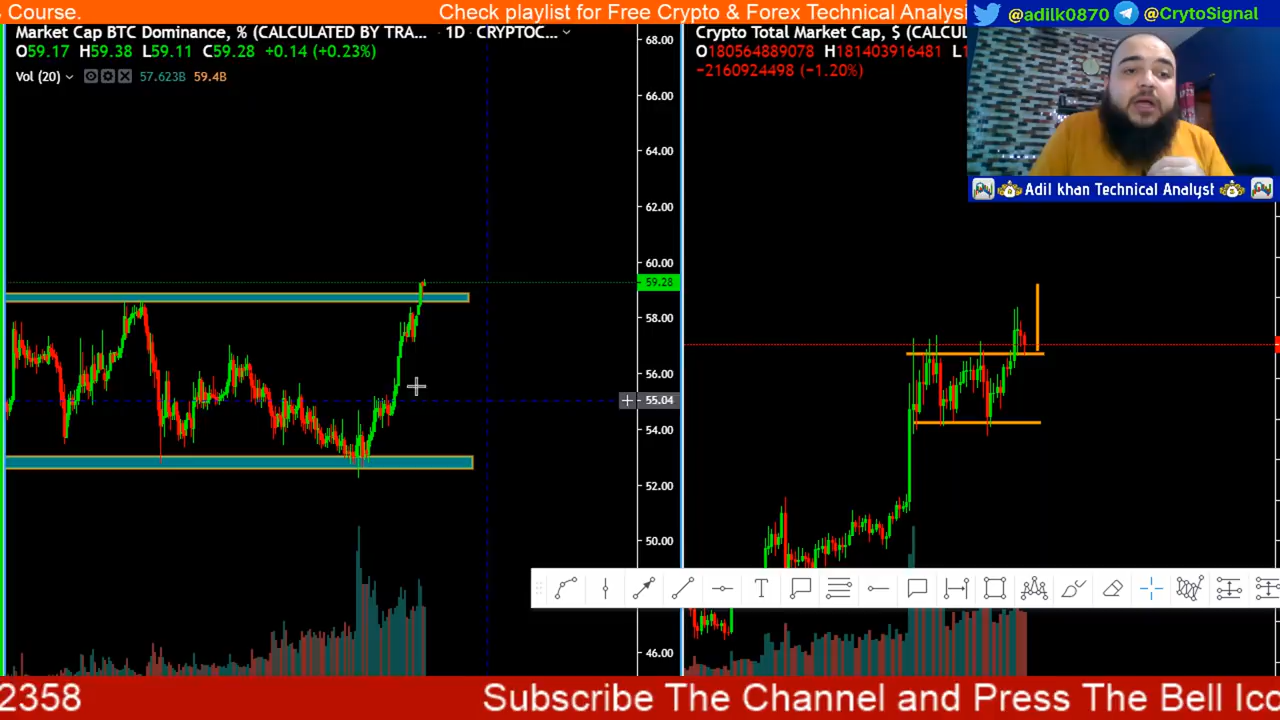 s Course.
Check playlist for Free Crypto & Forex Technical Analysi
@adilk0870 @CrytoSignal
Market Cap BTC Dominance, % (CALCULATED BY TRA... · 1D · CRYPTOC...
O59.17 H59.38 L59.11 C59.28 +0.14 (+0.23%)
Vol (20) 57.623B 59.4B
Crypto Total Market Cap, $ (CALCUL
O180564889078 H181403916481 L1
−2160924498 (−1.20%)
Adil khan Technical Analyst
68.00
66.00
64.00
62.00
60.00
59.28
58.00
56.00
55.04
54.00
52.00
50.00
46.00
T
2358
Subscribe The Channel and Press The Bell Ico